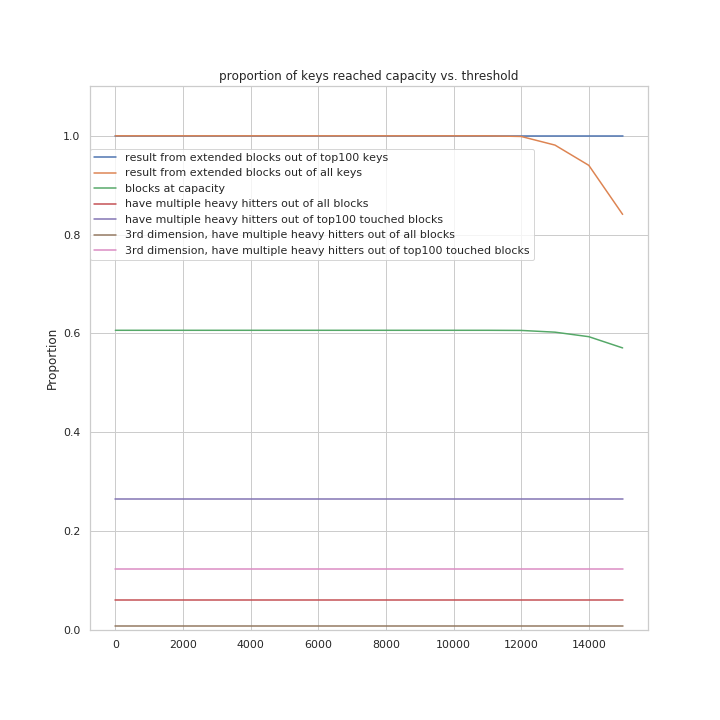 proportion of keys reached capacity vs. threshold
1.0
result from extended blocks out of top100 keys
result from extended blocks out of all keys
blocks at capacity
have multiple heavy hitters out of all blocks
have multiple heavy hitters out of top100 touched blocks
3rd dimension, have multiple heavy hitters out of all blocks
3rd dimension, have multiple heavy hitters out of top100 touched blocks
0.8
0.6
Proportion
0.4
0.2
0.0
0 2000 4000 6000 8000 10000 12000 14000